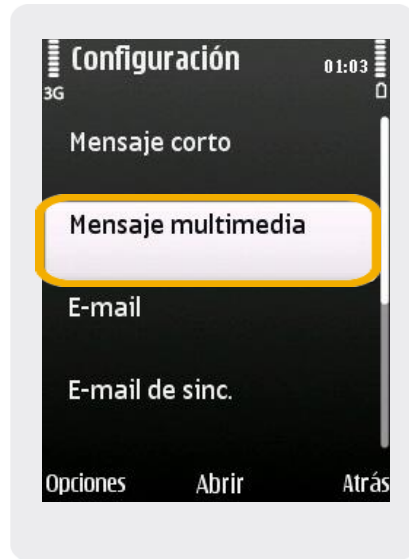 Configuración
01:03
3G
Mensaje corto
Mensaje multimedia
E-mail
E-mail de sinc.
Opciones Abrir Atrás